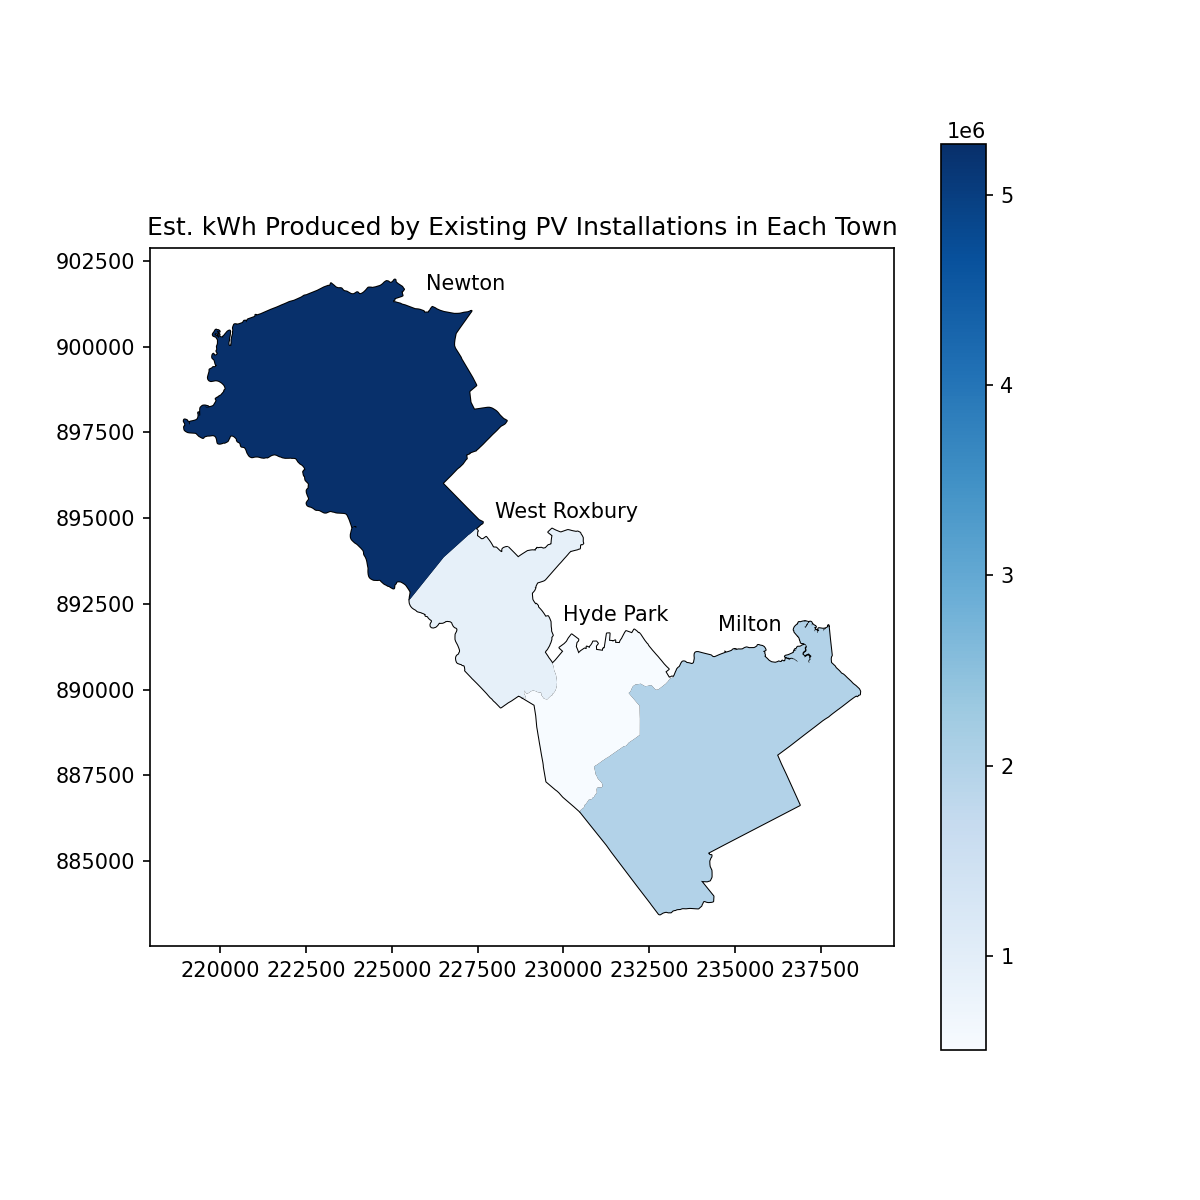 1e6
Est. kWh Produced by Existing PV Installations in Each Town
902500
900000
897500
895000
892500
890000
887500
885000
Newton
West Roxbury
Hyde Park
Milton
220000 222500 225000 227500 230000 232500 235000 237500
5
4
3
2
1